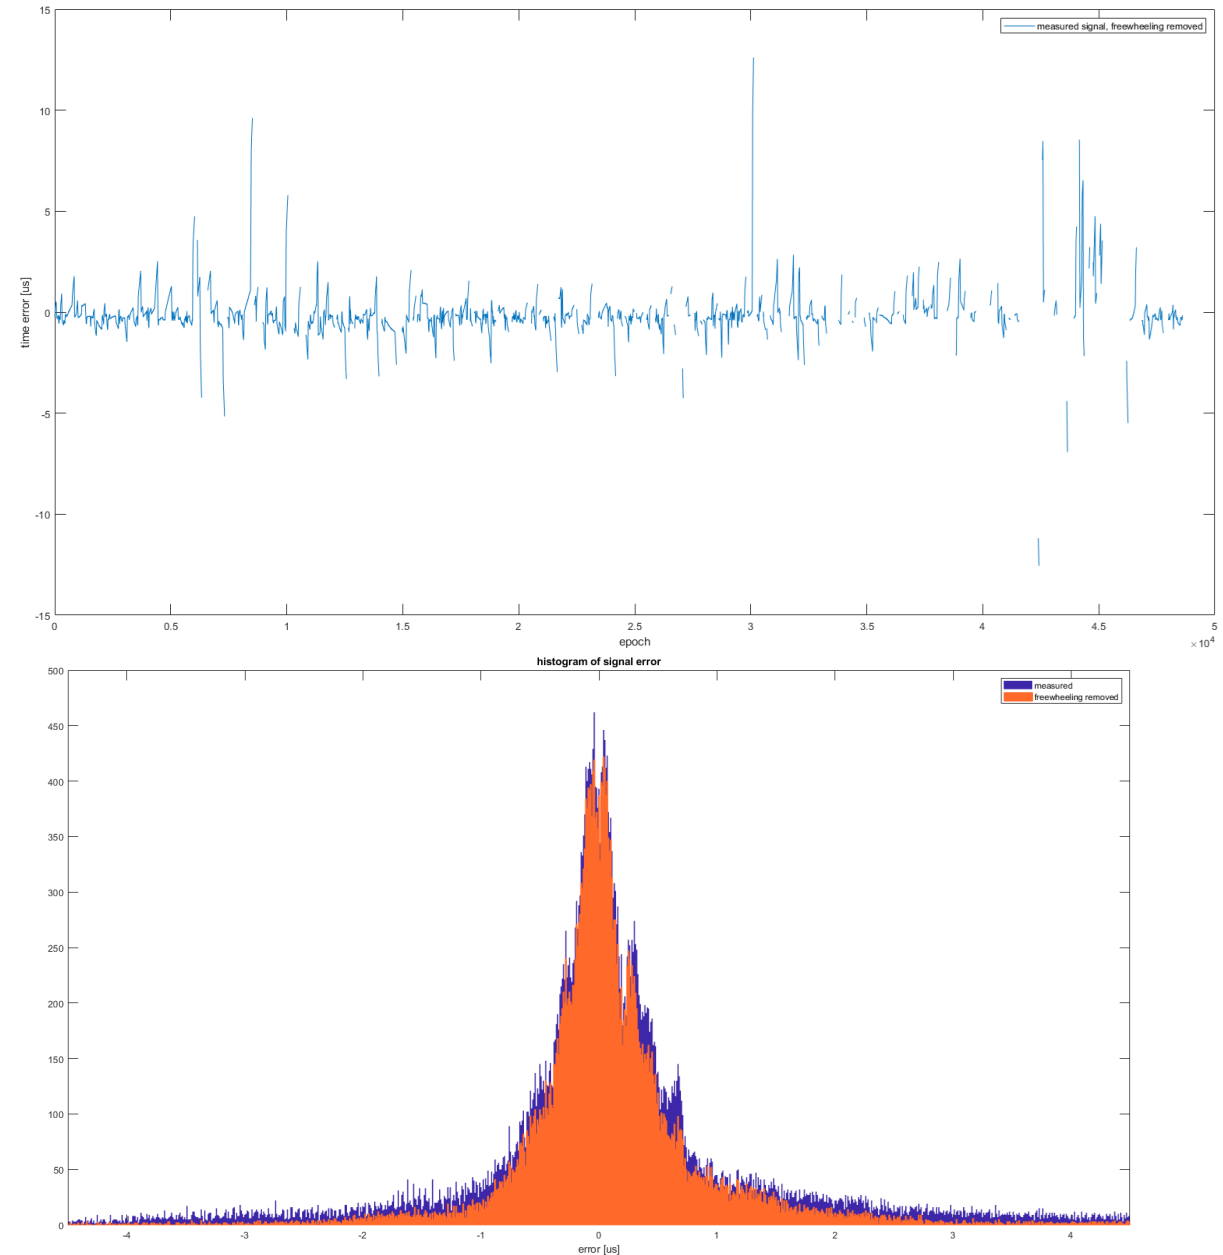 15
measured signal, freewheeling removed
10
5
time error [us]
0
-5
-10
-15
0 0.5 1 1.5 2 2.5 3 3.5 4 4.5 5
epoch
× 10^4
histogram of signal error
500
measured
freewheeling removed
450
400
350
300
250
200
150
100
50
0
-4 -3 -2 -1 0 1 2 3 4
error [us]